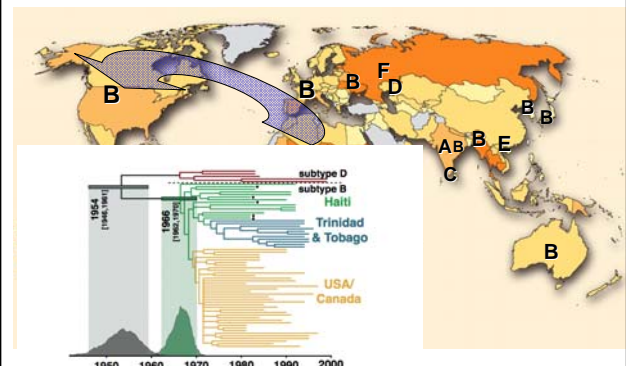 B
B
B
F
D
B
B
A B
B
E
C
B
subtype D
subtype B
Haiti
Trinidad
& Tobago
USA/
Canada
1954
[1946,1961]
1966
[1962,1970]
1950 1960 1970 1980 1990 2000